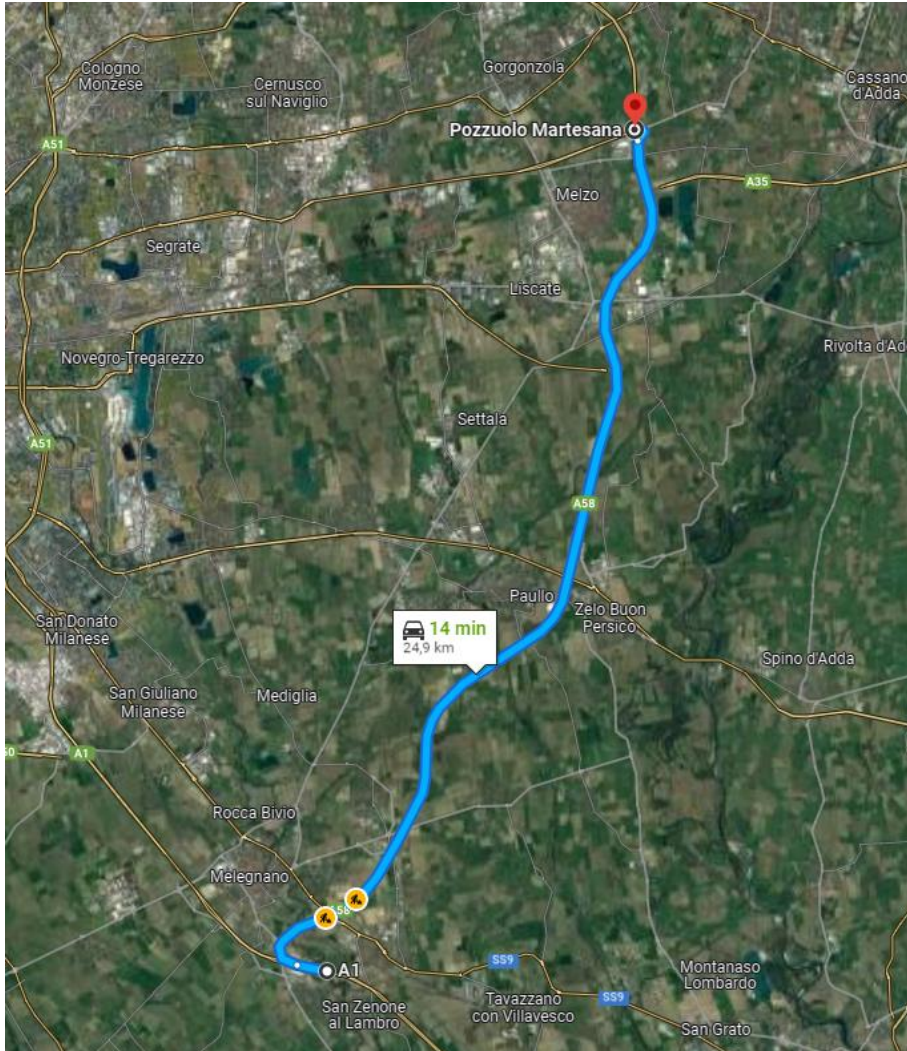 Cologno
Monzese
Gorgonzola
Cernusco
sul Naviglio
Cassano
d'Adda
Pozzuolo Martesana
A51
A35
Melzo
Segrate
Liscate
Novegro-Tregarezzo
Rivolta d'Add
Settala
A51
A58
Paullo
Zelo Buon
Persico
14 min
24,9 km
San Donato
Milanese
Spino d'Adda
San Giuliano
Milanese
Mediglia
50
A1
Rocca Bivio
Melegnano
A58
A1
SS9
Montanaso
Lombardo
San Zenone
al Lambro
Tavazzano
con Villavesco
SS9
San Grato